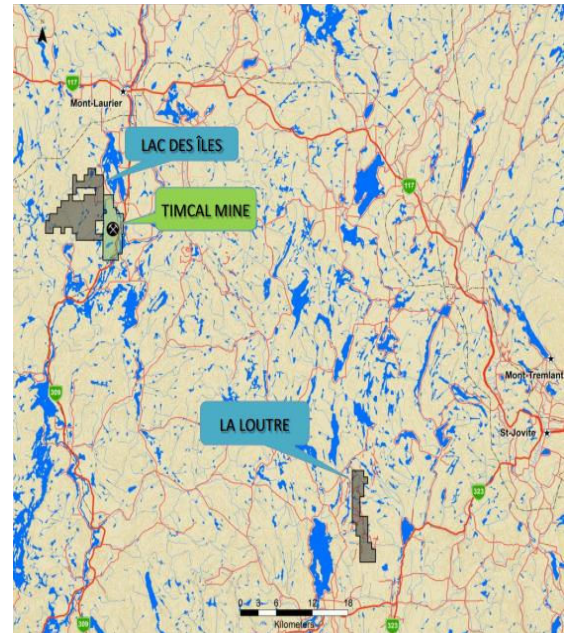 117
Mont-Laurier
LAC DES ÎLES
TIMCAL MINE
117
309
Mont-Tremlant
LA LOUTRE
St-Jovite
323
0 3 6 12 18
Kilometers
309
323